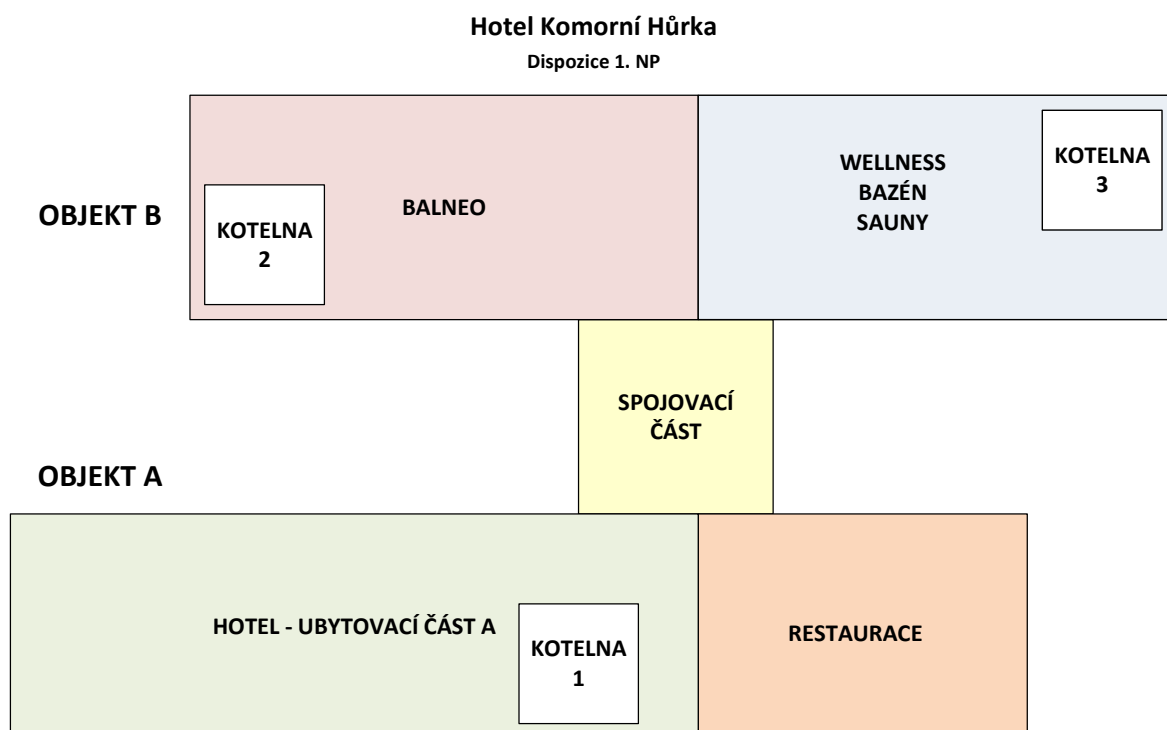 Hotel Komorní Hůrka
Dispozice 1. NP
OBJEKT B
KOTELNA
2
BALNEO
WELLNESS
BAZÉN
SAUNY
KOTELNA
3
SPOJOVACÍ
ČÁST
OBJEKT A
HOTEL - UBYTOVACÍ ČÁST A
KOTELNA
1
RESTAURACE